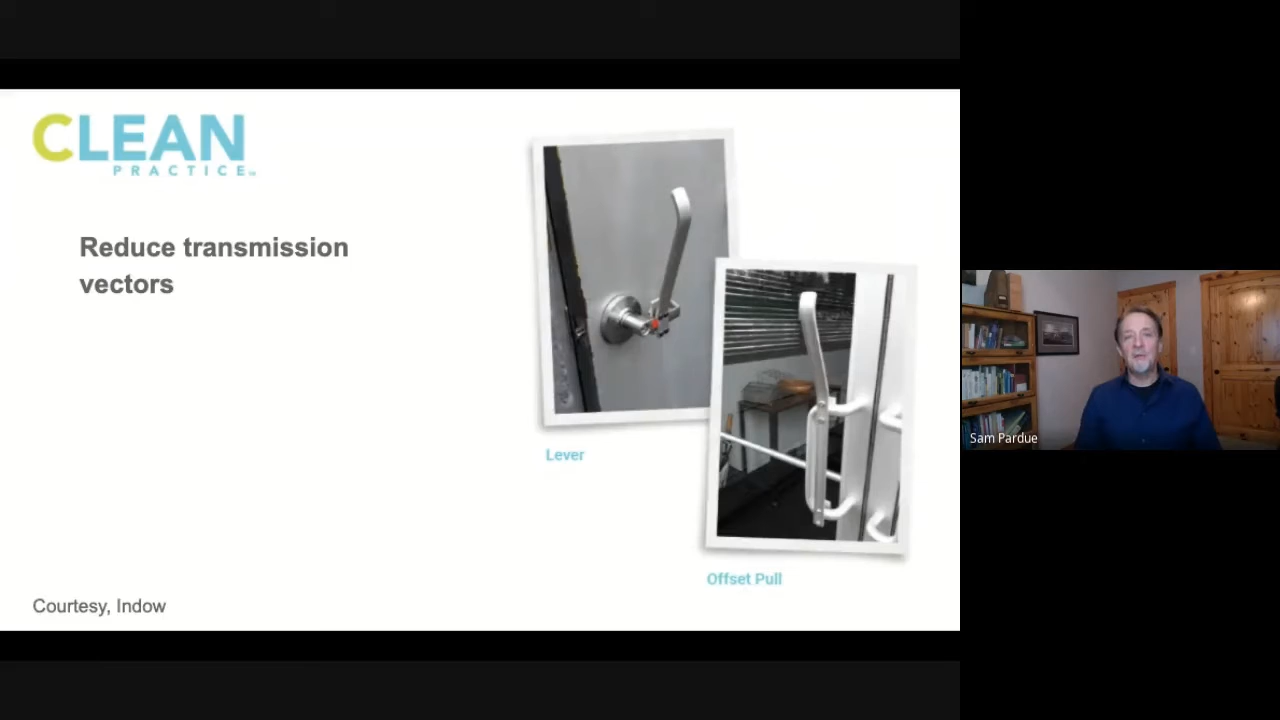 CLEAN
PRACTICE
Reduce transmission
vectors
Lever
Offset Pull
Courtesy, Indow
Sam Pardue